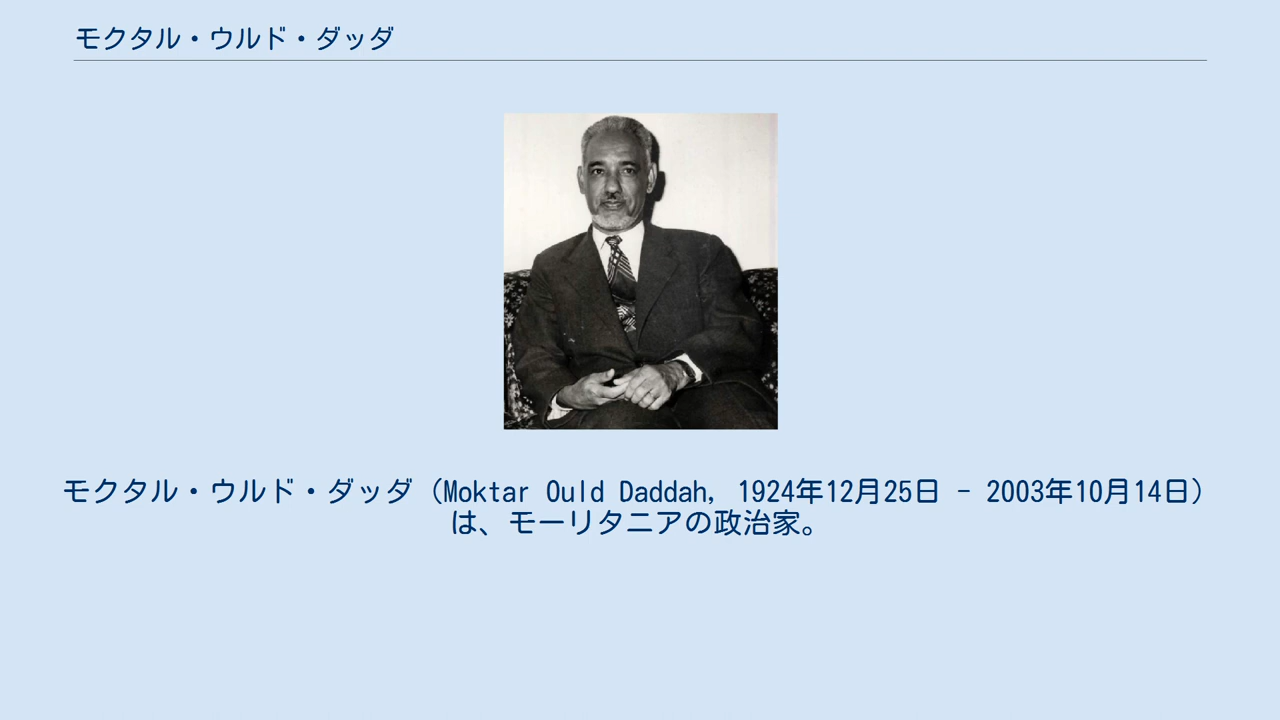 モクタル・ウルド・ダッダ
モクタル・ウルド・ダッダ（Moktar Ould Daddah, 1924年12月25日 - 2003年10月14日）
は、モーリタニアの政治家。